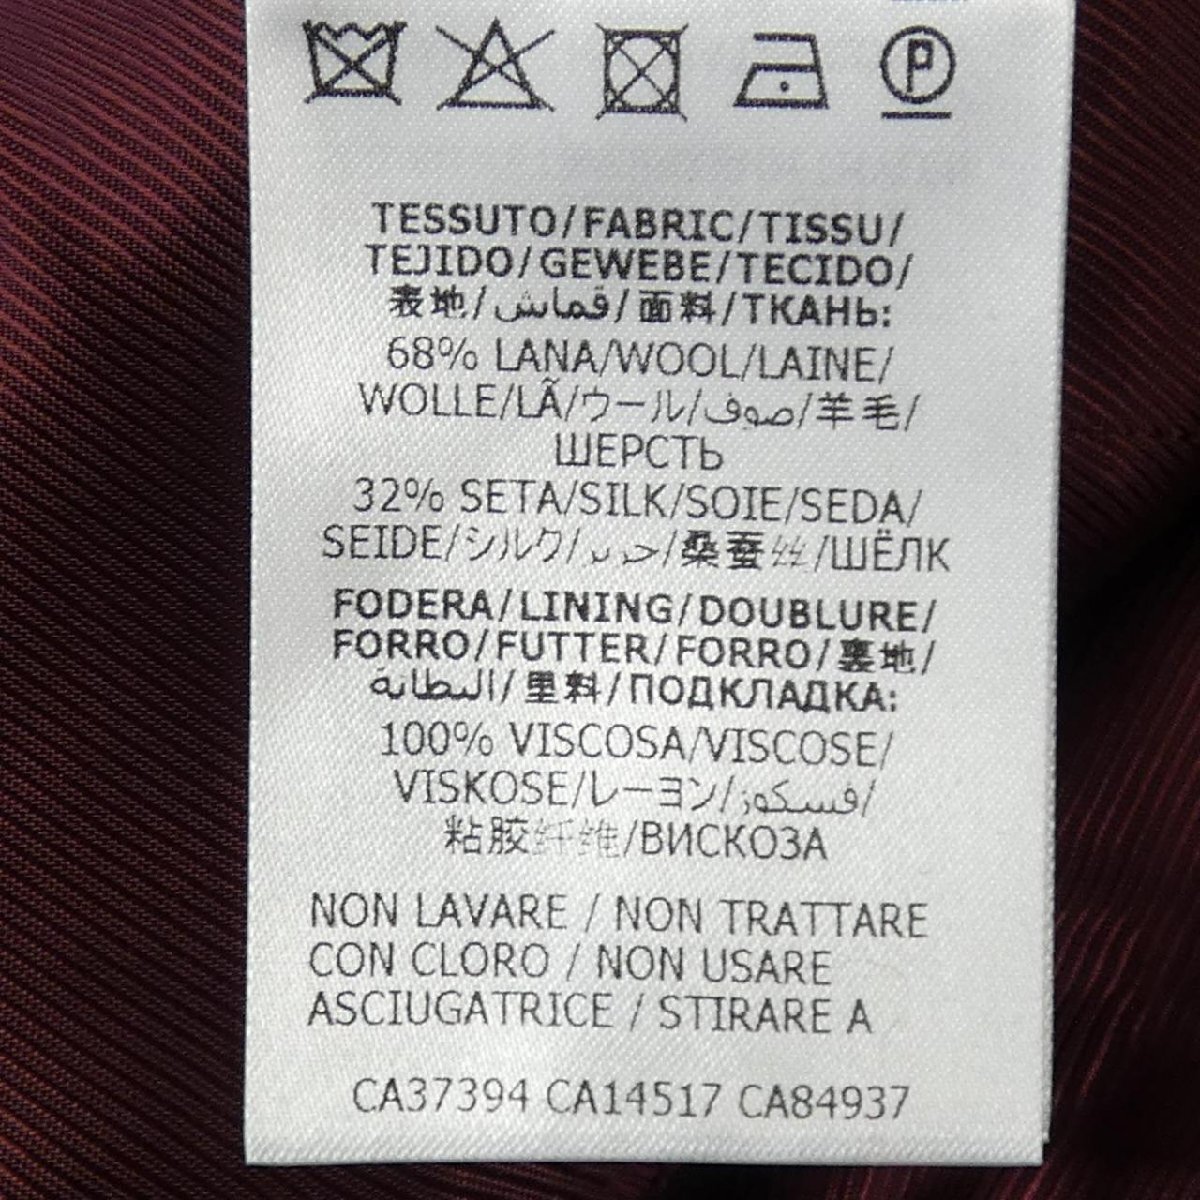 P
TESSUTO/FABRIC/TISSU/
TEJIDO/GEWEBE/TECIDO/
表地/قماش/面料/ТКАНЬ:
68% LANA/WOOL/LAINE/
WOLLE/LÃ/ウール/صوف/羊毛/
ШЕРСТЬ
32% SETA/SILK/SOIE/SEDA/
SEIDE/シルク/حرير/桑蚕丝/ШЁЛК
FODERA/LINING/DOUBLURE/
FORRO/FUTTER/FORRO/裏地/
البطانة/里料/ПОДКЛАДКА:
100% VISCOSA/VISCOSE/
VISKOSE/レーヨン/فسكوز/
粘胶纤维/ВИСКОЗА
NON LAVARE / NON TRATTARE
CON CLORO / NON USARE
ASCIUGATRICE / STIRARE A
CA37394 CA14517 CA84937